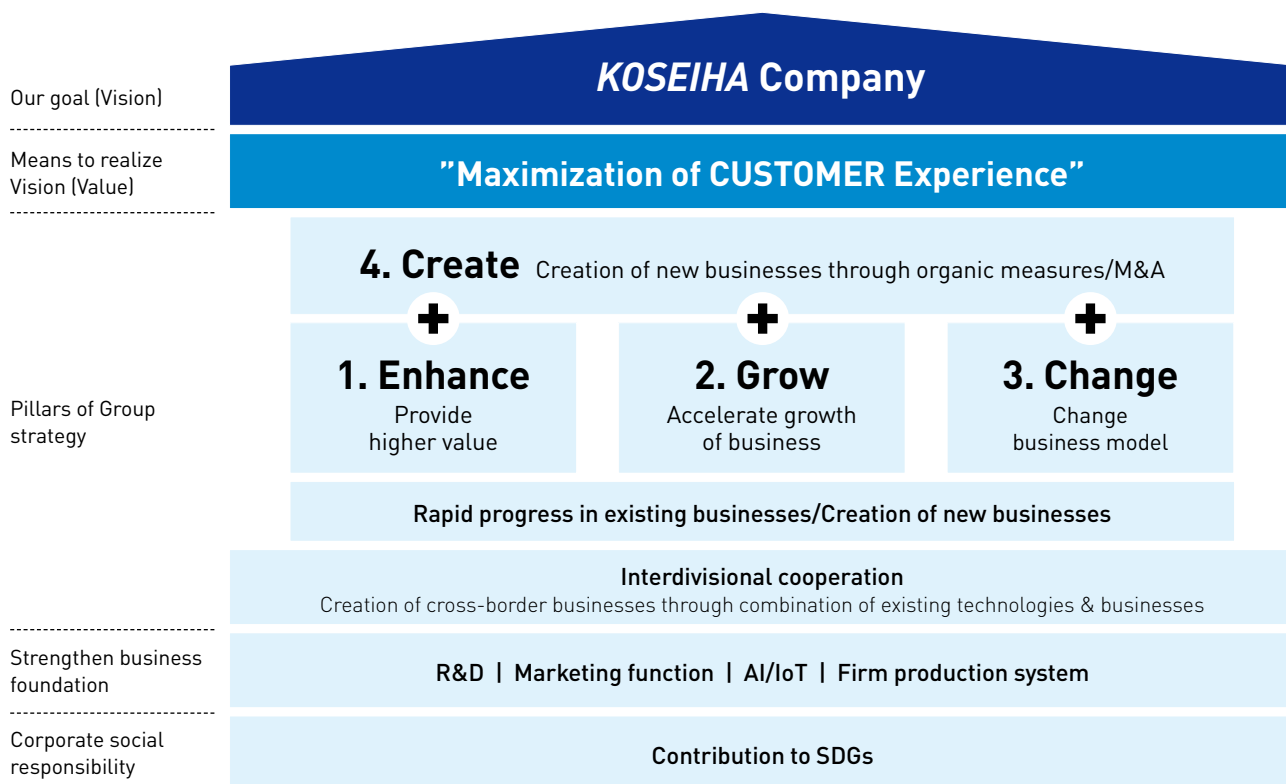 Our goal (Vision)
KOSEIHA Company
Means to realize
Vision (Value)
”Maximization of CUSTOMER Experience”
Pillars of Group
strategy
4. Create Creation of new businesses through organic measures/M&A
+ + +
1. Enhance
Provide
higher value
2. Grow
Accelerate growth
of business
3. Change
Change
business model
Rapid progress in existing businesses/Creation of new businesses
Interdivisional cooperation
Creation of cross-border businesses through combination of existing technologies & businesses
Strengthen business
foundation
R&D | Marketing function | AI/IoT | Firm production system
Corporate social
responsibility
Contribution to SDGs